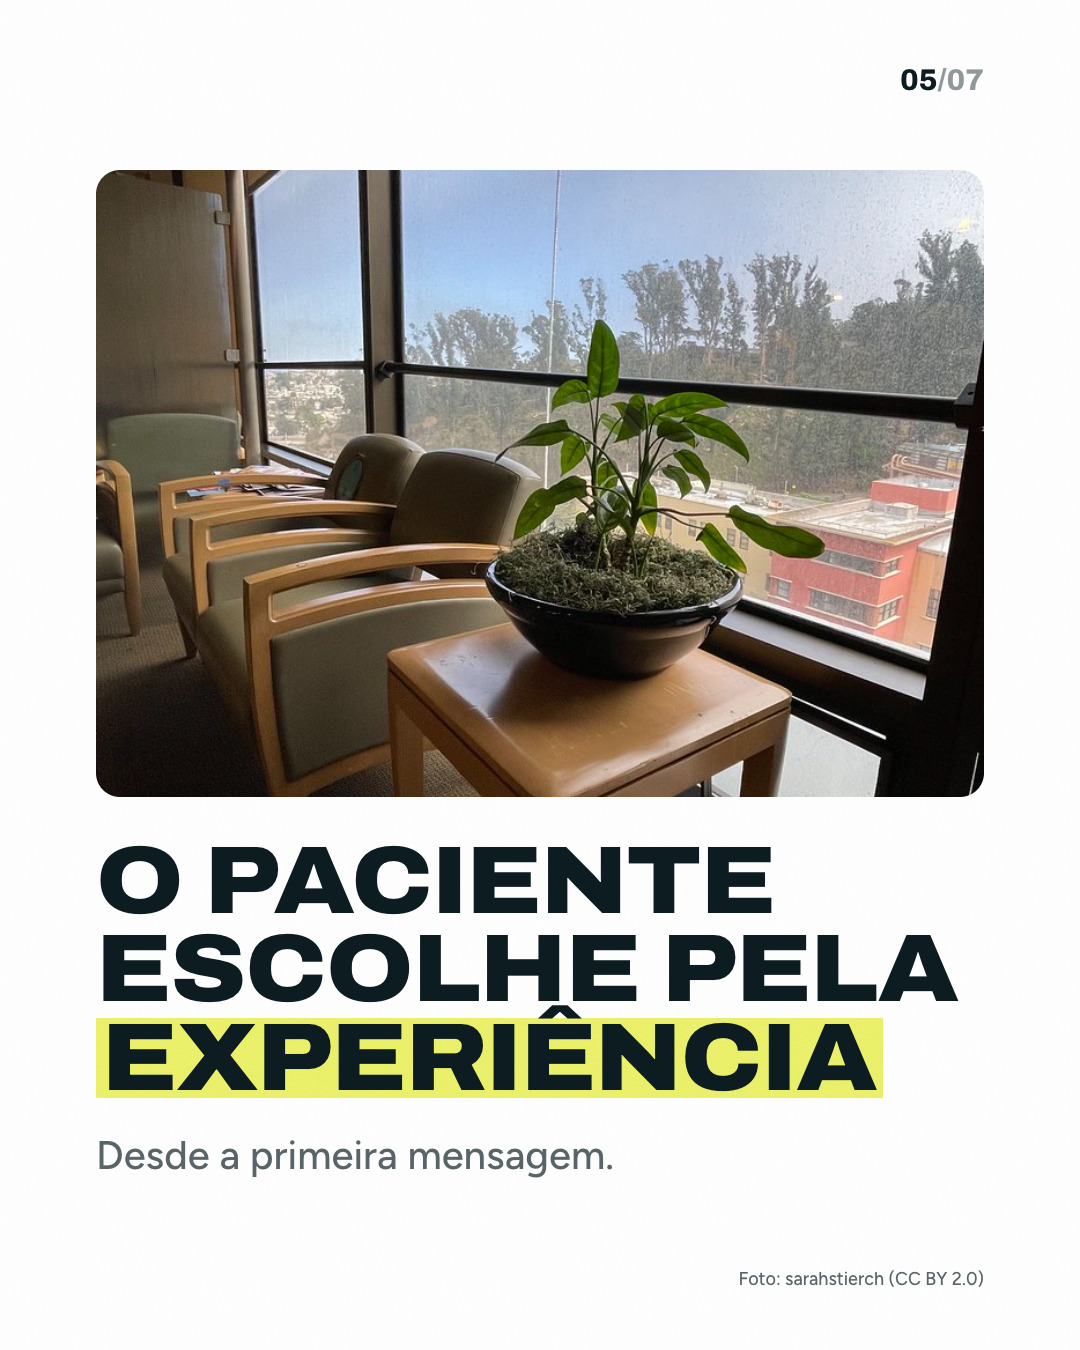 05/07
O PACIENTE
ESCOLHE PELA
EXPERIÊNCIA
Desde a primeira mensagem.
Foto: sarahstierch (CC BY 2.0)